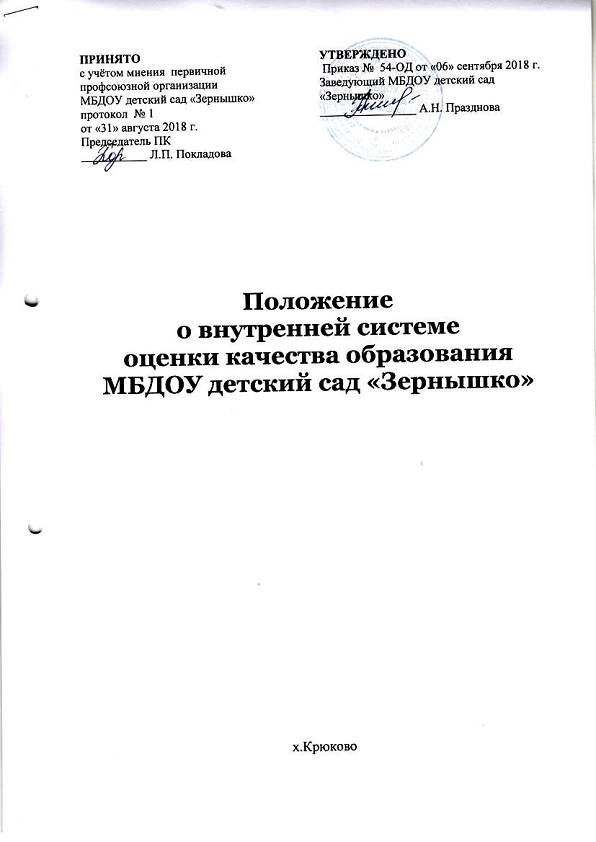 ПРИНЯТО
с учётом мнения первичной
профсоюзной организации
МБДОУ детский сад «Зернышко»
протокол № 1
от «31» августа 2018 г.
Председатель ПК
Л.П. Покладова
УТВЕРЖДЕНО
Приказ № 54-ОД от «06» сентября 2018 г.
Заведующий МБДОУ детский сад
«Зернышко»
А.Н. Празднова
Положение
о внутренней системе
оценки качества образования
МБДОУ детский сад «Зернышко»
х.Крюково